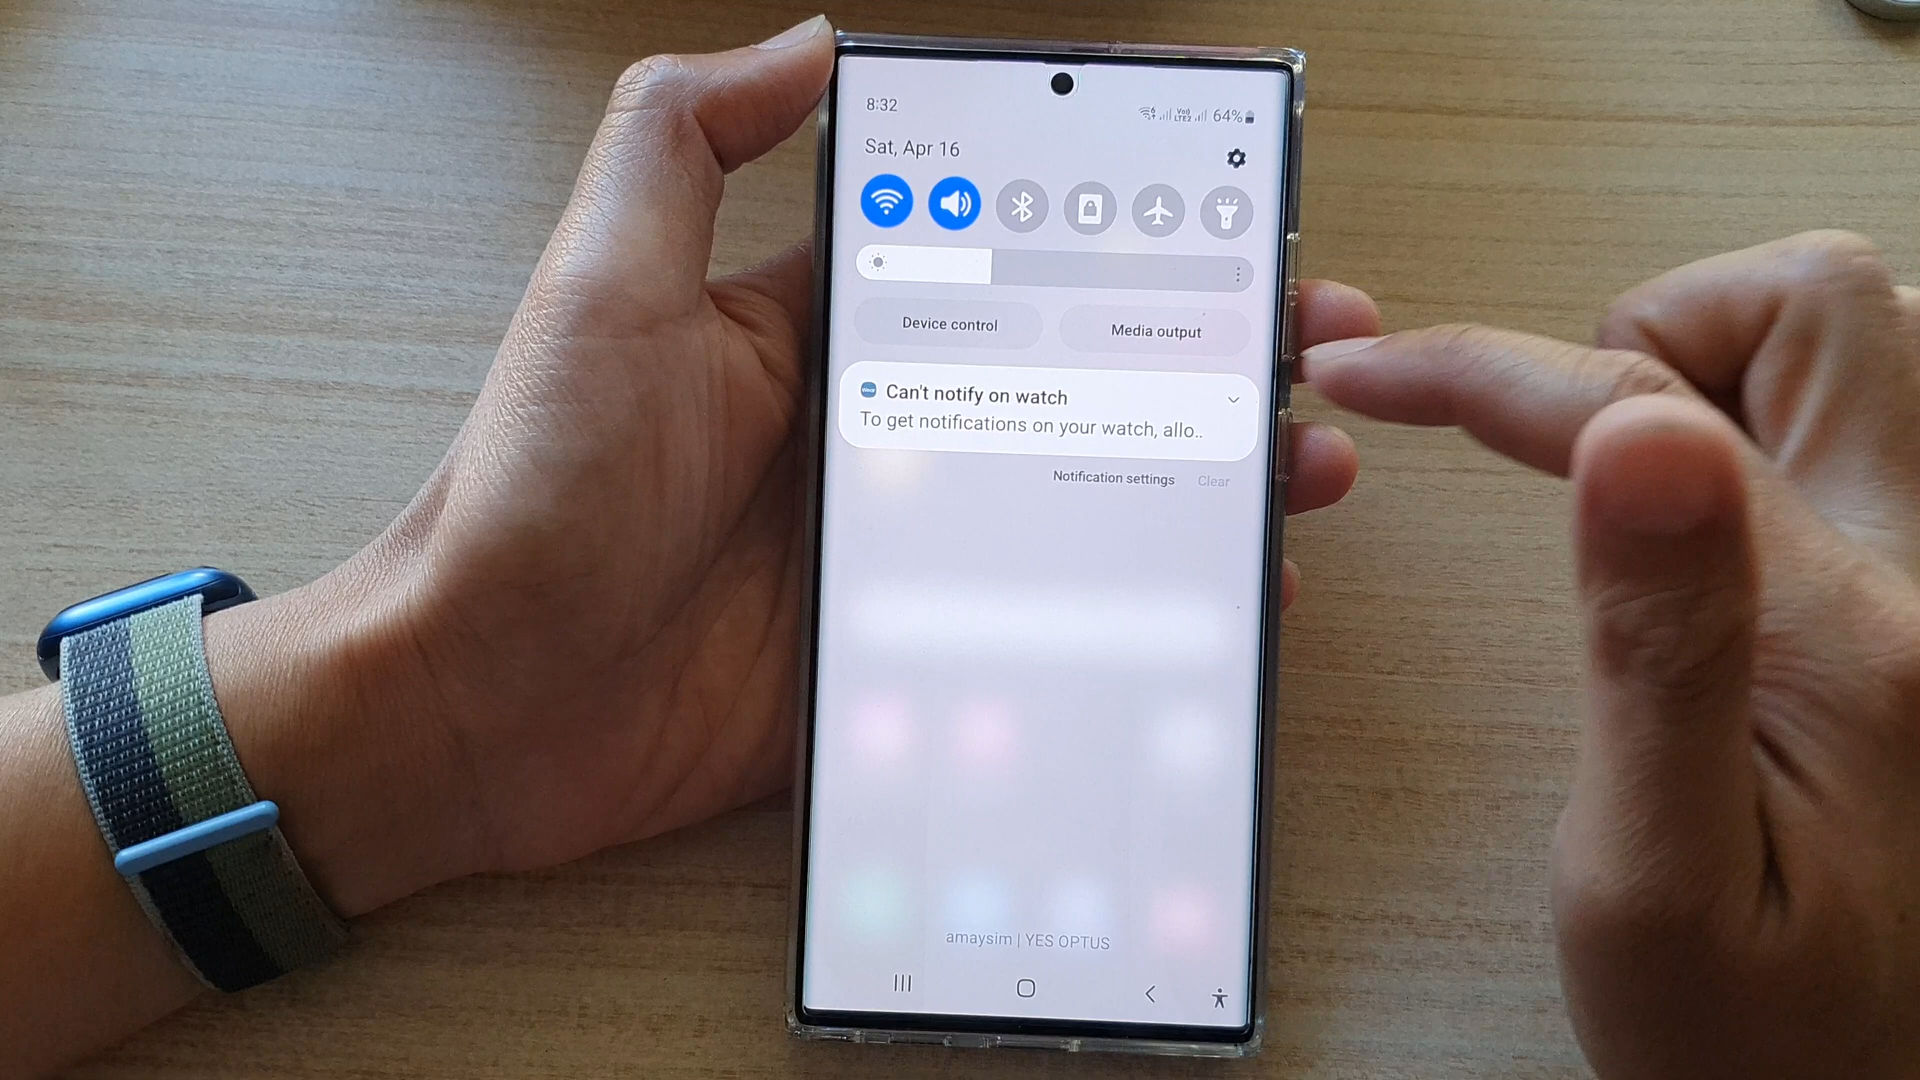 8:32
64%
Sat, Apr 16
Device control
Media output
Can't notify on watch
To get notifications on your watch, allo..
Notification settings
Clear
amaysim | YES OPTUS